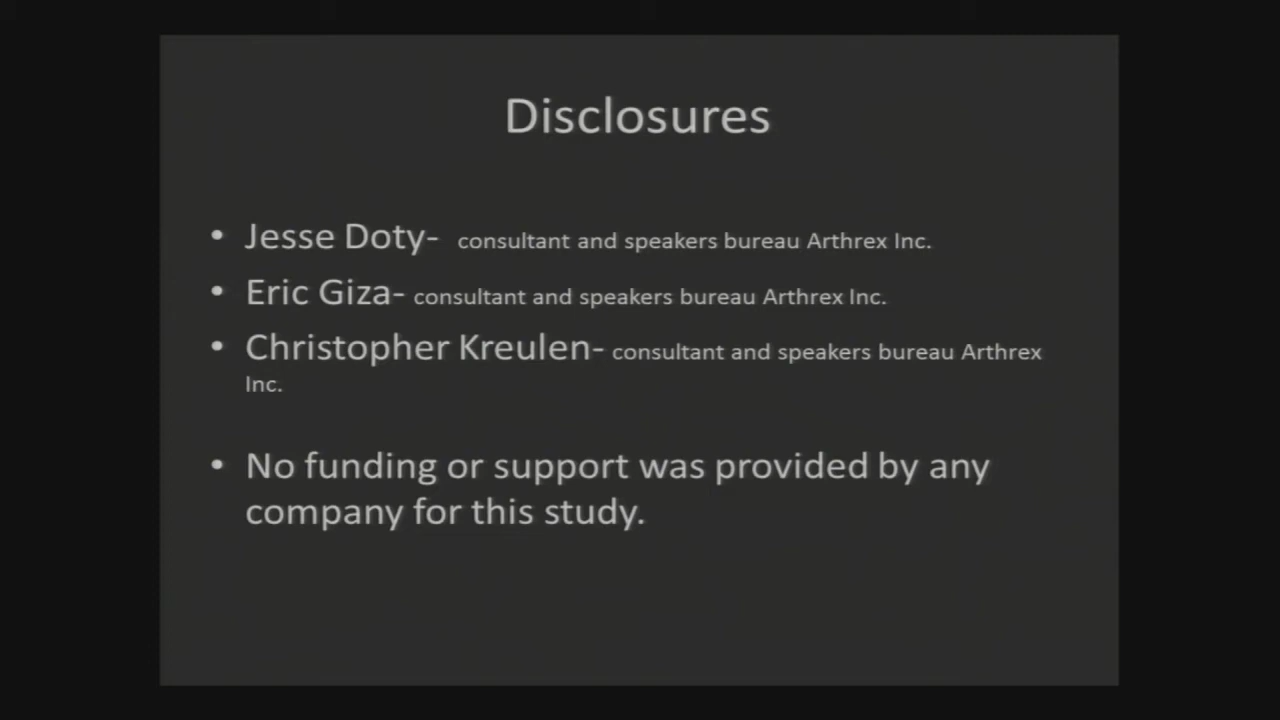 Disclosures
• Jesse Doty- consultant and speakers bureau Arthrex Inc.
• Eric Giza- consultant and speakers bureau Arthrex Inc.
• Christopher Kreulen- consultant and speakers bureau Arthrex
Inc.
• No funding or support was provided by any
company for this study.